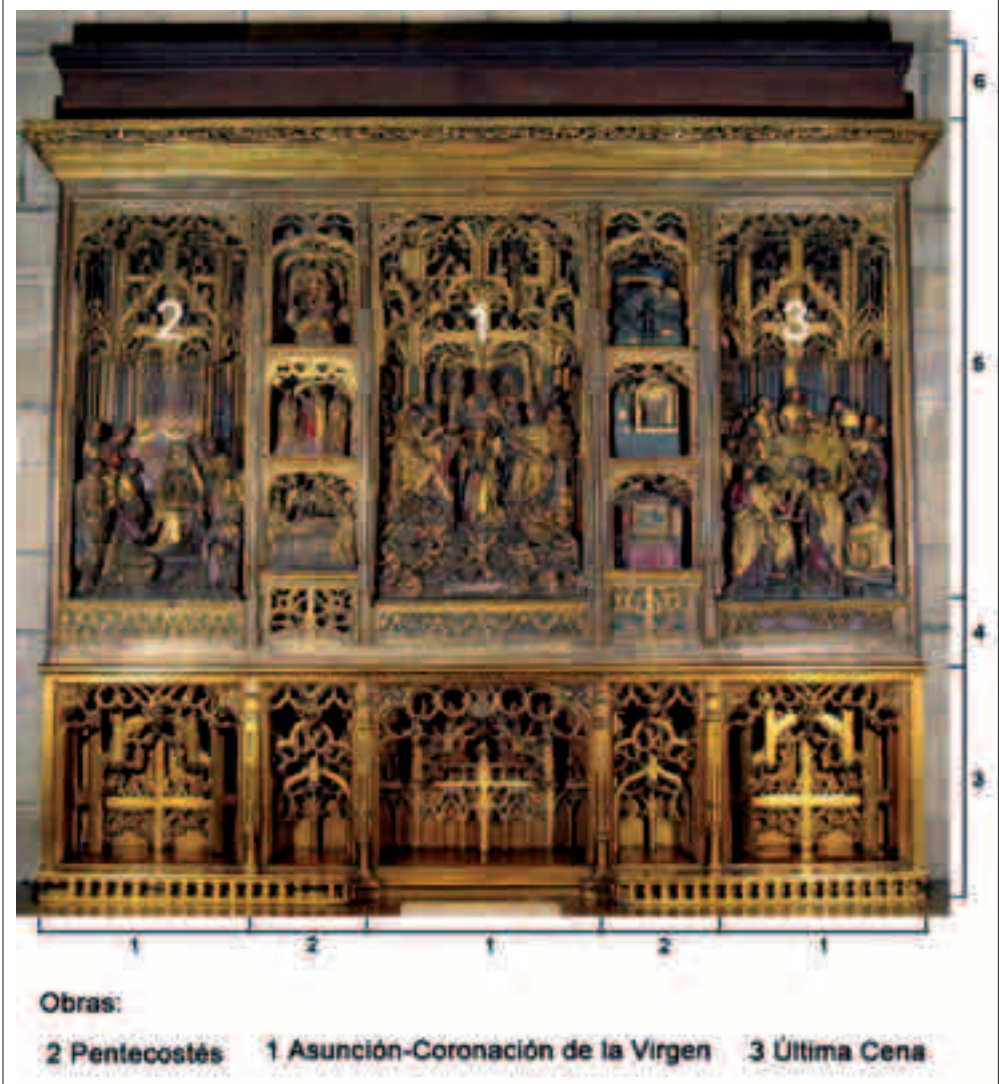 6
2 1 3
5
4
3
1 2 1 2 1
Obras:
2 Pentecostés 1 Asunción-Coronación de la Virgen 3 Última Cena